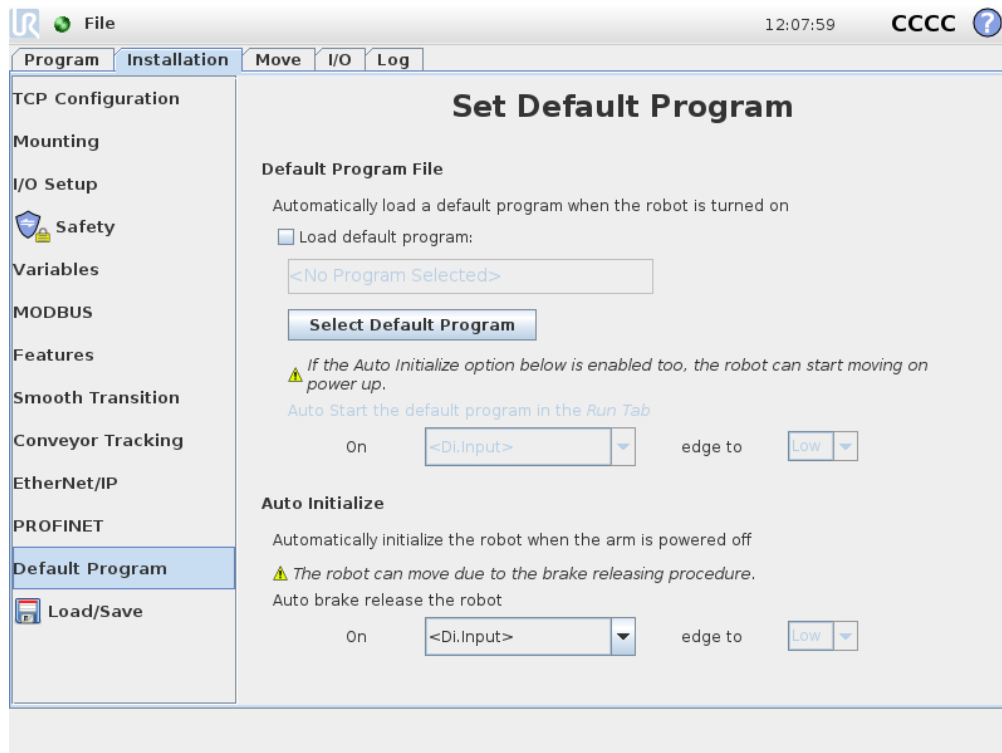 UR File 12:07:59 CCCC ?
Program Installation Move I/O Log
TCP Configuration
Mounting
I/O Setup
Safety
Variables
MODBUS
Features
Smooth Transition
Conveyor Tracking
EtherNet/IP
PROFINET
Default Program
Load/Save
Set Default Program
Default Program File
Automatically load a default program when the robot is turned on
Load default program:
<No Program Selected>
Select Default Program
If the Auto Initialize option below is enabled too, the robot can start moving on
power up.
Auto Start the default program in the Run Tab
On <Di.Input> edge to Low
Auto Initialize
Automatically initialize the robot when the arm is powered off
The robot can move due to the brake releasing procedure.
Auto brake release the robot
On <Di.Input> edge to Low